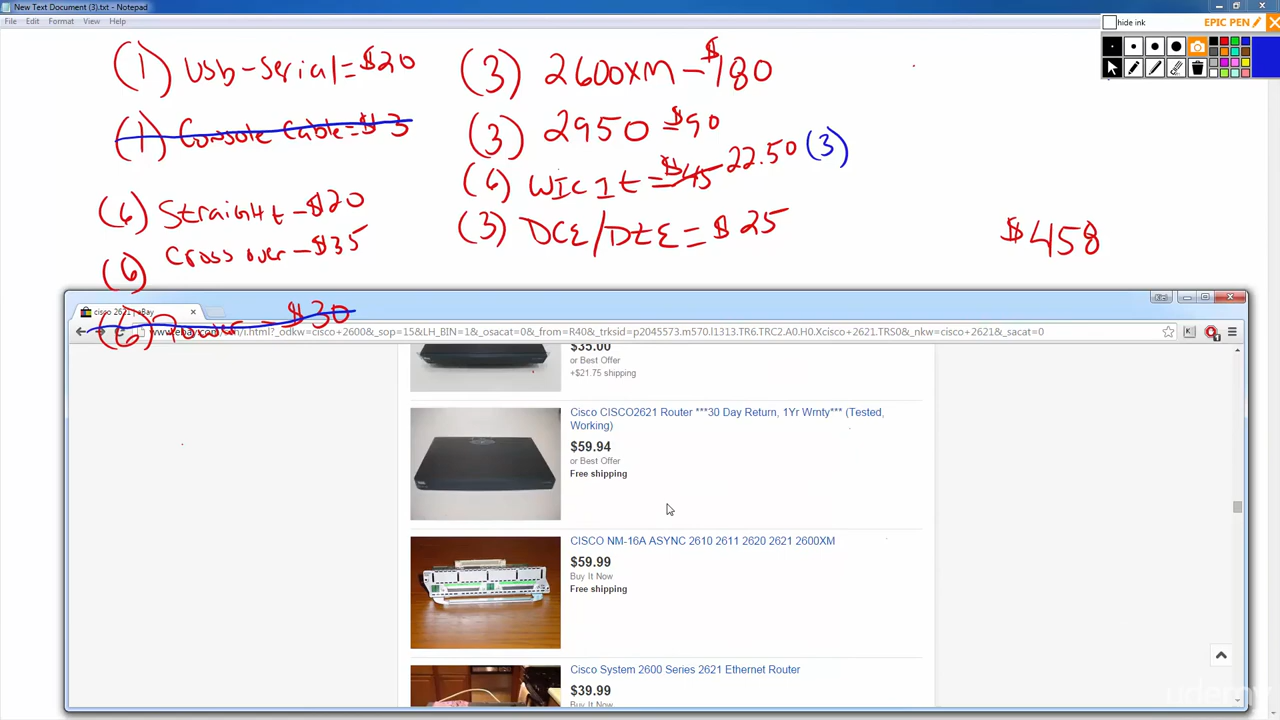 New Text Document (3).txt - Notepad
File Edit Format View Help
hide ink
EPIC PEN
(1) Usb-Serial=$20
(1) Console Cable=$3
(6) Straight-$20
(6) Cross over-$35
(6) Power-$30
(3) 2600XM-$180
(3) 2950=$90
(6) WIC 1t=$45 22.50 (3)
(3) DCE/DTE=$25
$458
cisco 2621 | eBay
$35.00
or Best Offer
+$21.75 shipping
Cisco CISCO2621 Router ***30 Day Return, 1Yr Wrnty*** (Tested,
Working)
$59.94
or Best Offer
Free shipping
CISCO NM-16A ASYNC 2610 2611 2620 2621 2600XM
$59.99
Buy It Now
Free shipping
Cisco System 2600 Series 2621 Ethernet Router
$39.99
Buy It Now
udemy